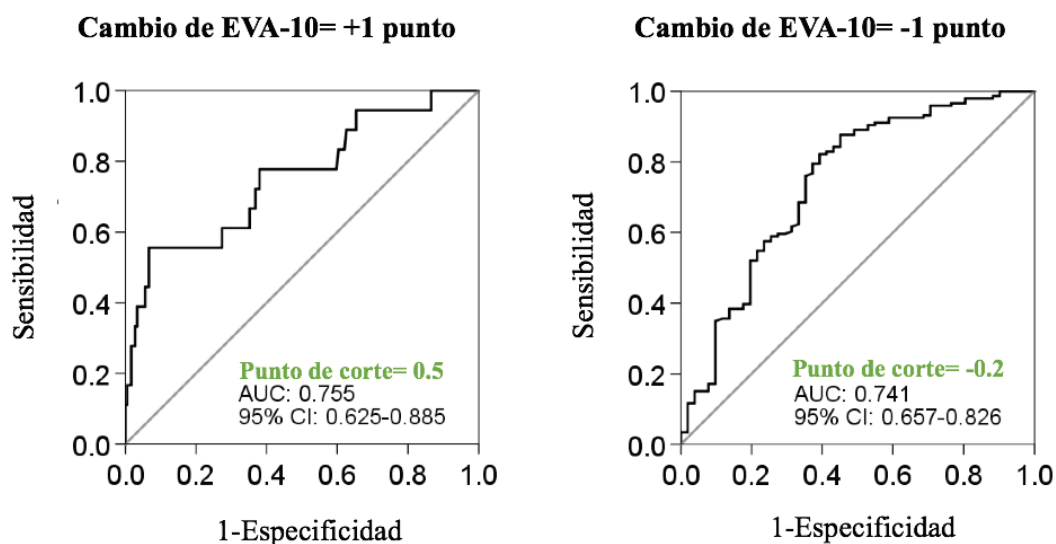 Cambio de EVA-10= +1 punto
Sensibilidad
1.0
0.8
0.6
0.4
0.2
0.0
Punto de corte= 0.5
AUC: 0.755
95% CI: 0.625-0.885
0.0 0.2 0.4 0.6 0.8 1.0
1-Especificidad
Cambio de EVA-10= -1 punto
Sensibilidad
1.0
0.8
0.6
0.4
0.2
0.0
Punto de corte= -0.2
AUC: 0.741
95% CI: 0.657-0.826
0.0 0.2 0.4 0.6 0.8 1.0
1-Especificidad